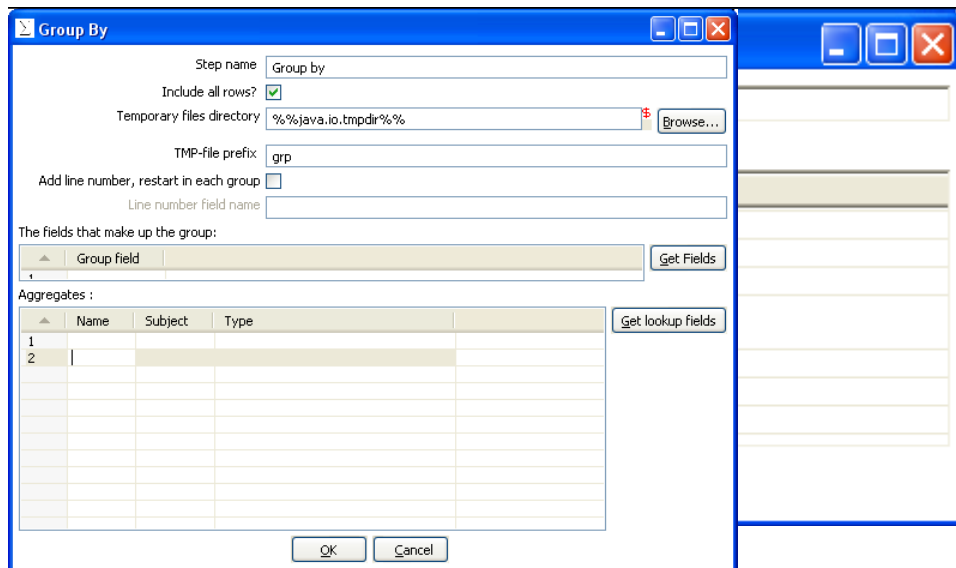 Group By
Step name Group by
Include all rows?
Temporary files directory %%java.io.tmpdir%% $ Browse...
TMP-file prefix grp
Add line number, restart in each group
Line number field name
The fields that make up the group:
Group field Get Fields
1
Aggregates :
Name Subject Type Get lookup fields
1
2
OK Cancel